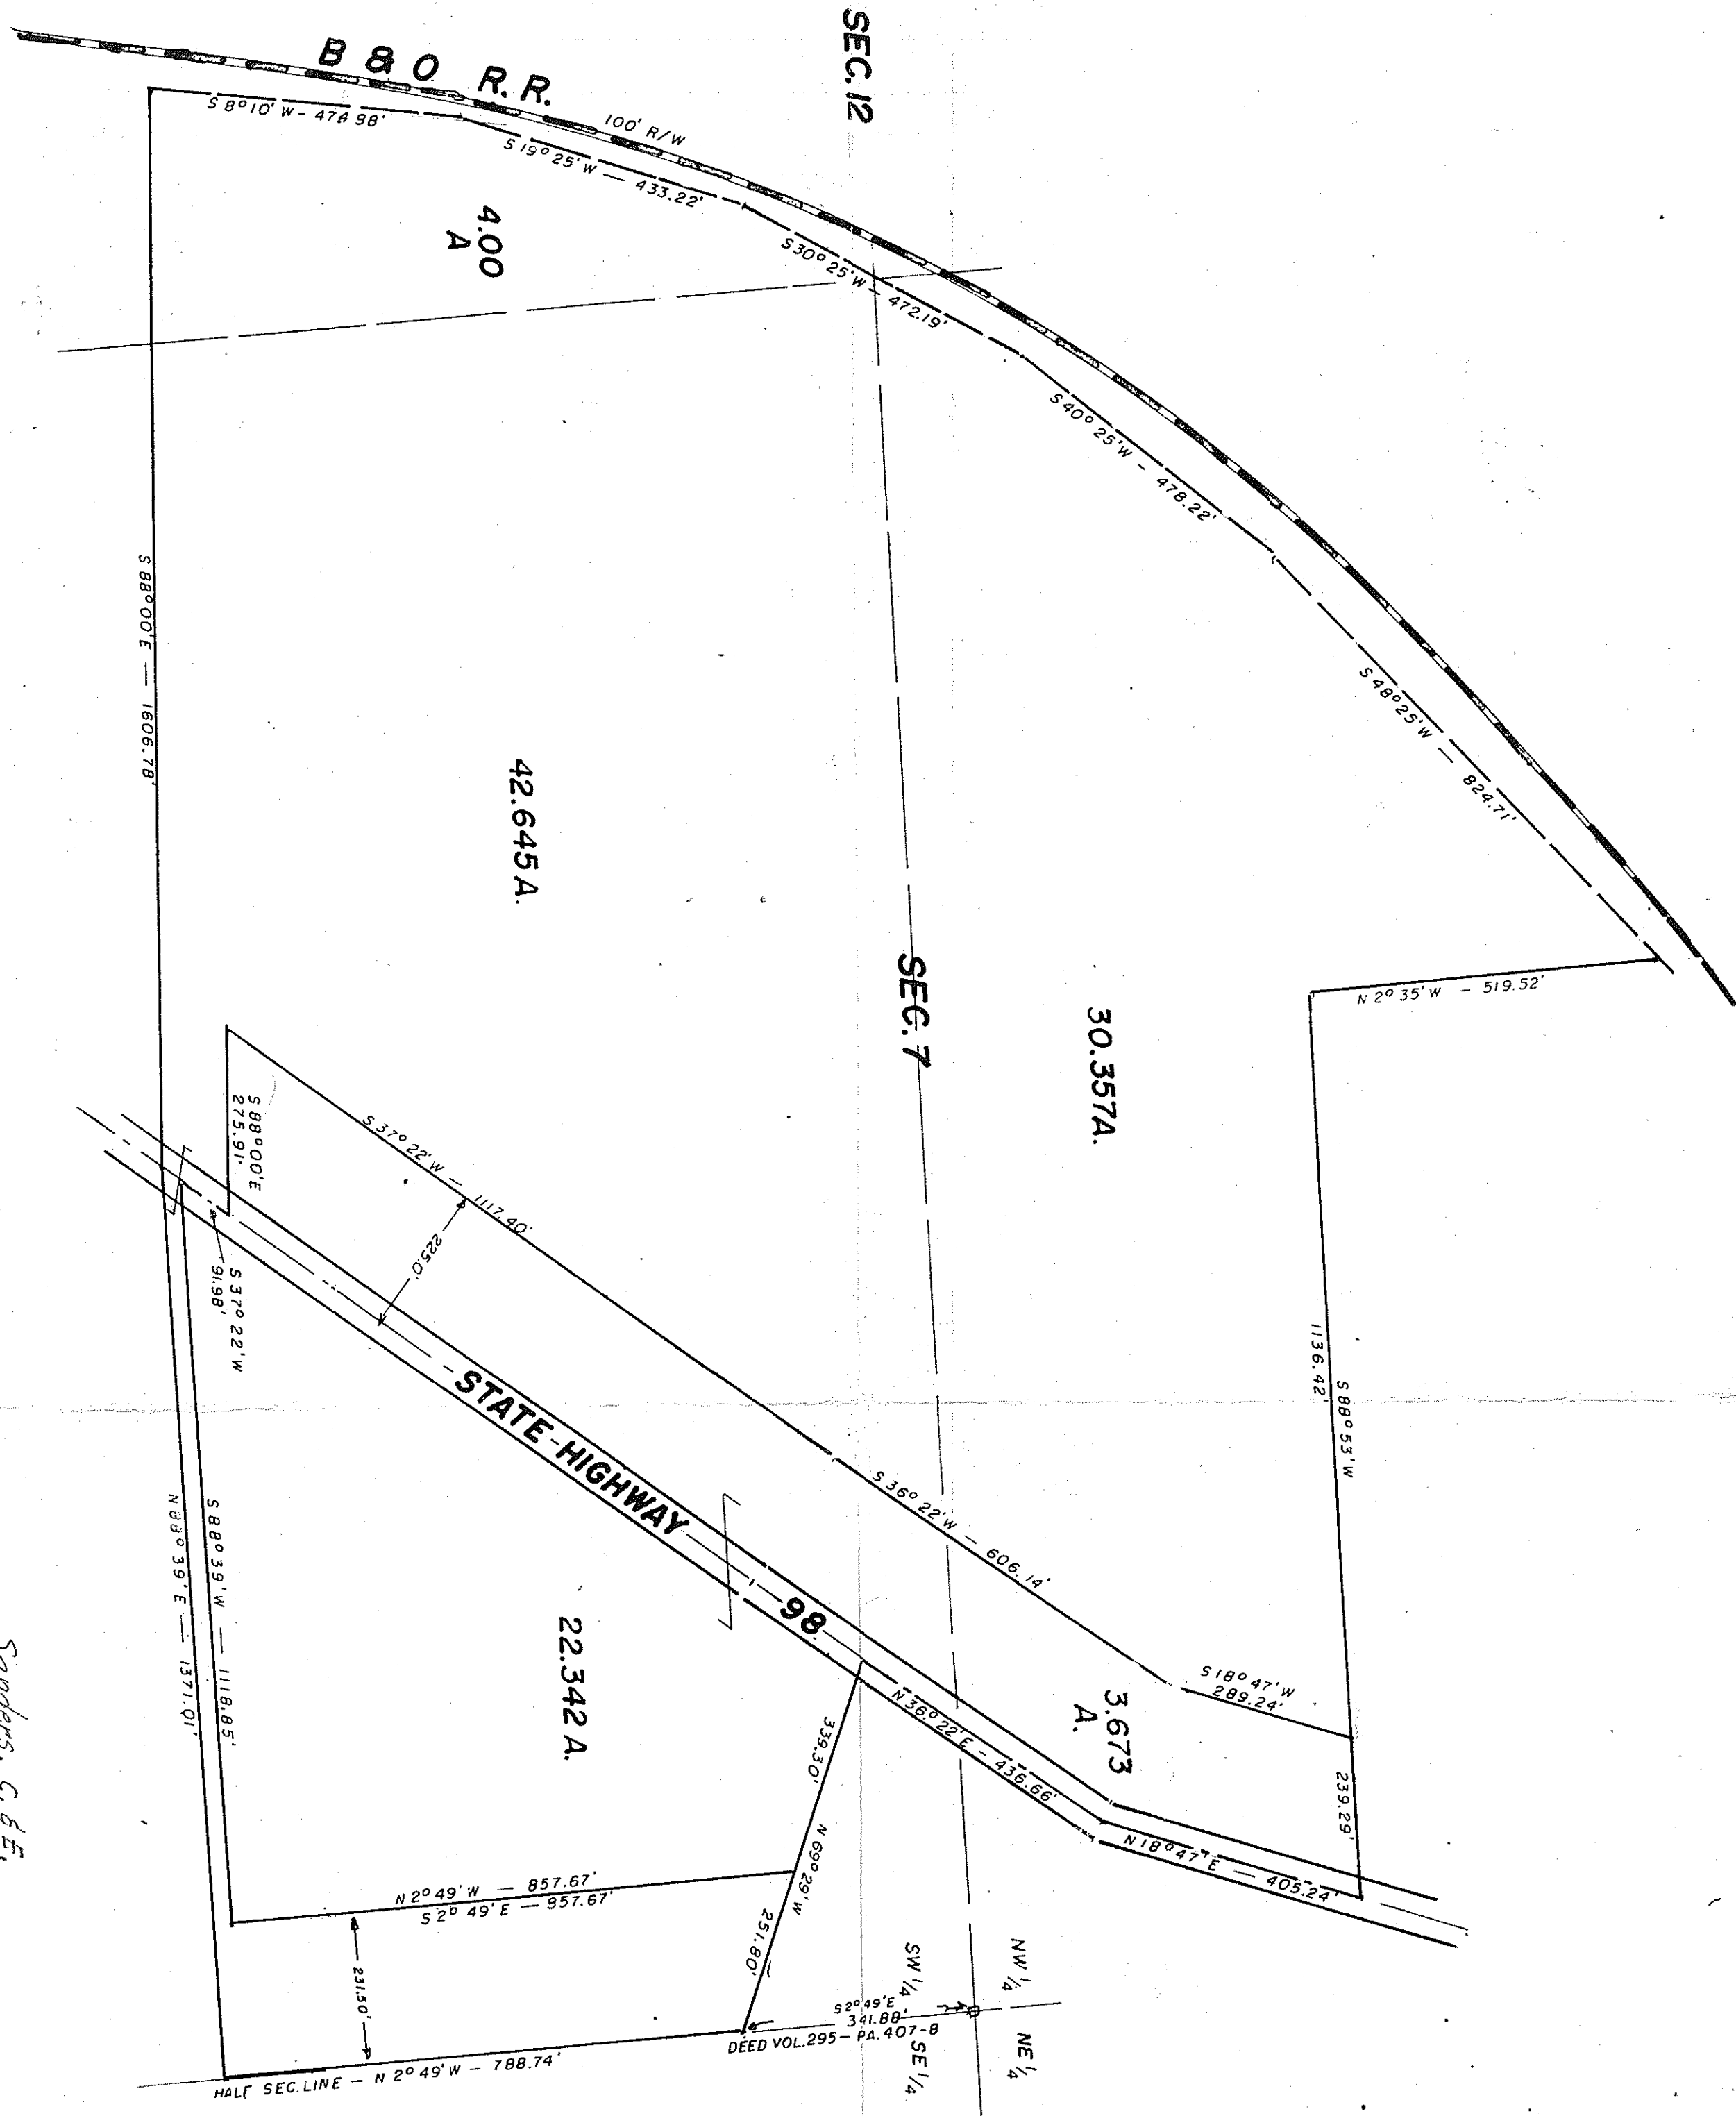 SEC. 12
B & O R. R.
100' R/W
S 8° 10' W - 474.98'
S 19° 25' W — 433.22'
S 30° 25' W - 472.19'
S 40° 25' W - 478.22'
S 48° 25' W — 824.71'
N 2° 35' W - 519.52'
4.00
A
S 88° 00' E — 1606.78'
42.645 A.
SEC. 7
30.357 A.
S 88° 53' W
1136.42'
239.29'
S 88° 00' E
275.91'
S 37° 22' W — 1117.40'
225.0'
S 36° 22' W — 606.14'
S 18° 47' W
289.24'
3.673
A.
S 37° 22' W
91.98'
STATE HIGHWAY 98
N 36° 22' E - 436.66'
N 18° 47' E — 405.24'
22.342 A.
339.30'
N 69° 29' W
251.80'
S 88° 39' W — 1118.85'
N 88° 39' E — 1371.01'
N 2° 49' W — 857.67'
S 2° 49' E — 857.67'
231.50'
NW 1/4
NE 1/4
SW 1/4
SE 1/4
S 2° 49' E
341.88'
DEED VOL. 295 - PA. 407-8
HALF SEC. LINE — N 2° 49' W - 788.74'
Sanders, C. & E.